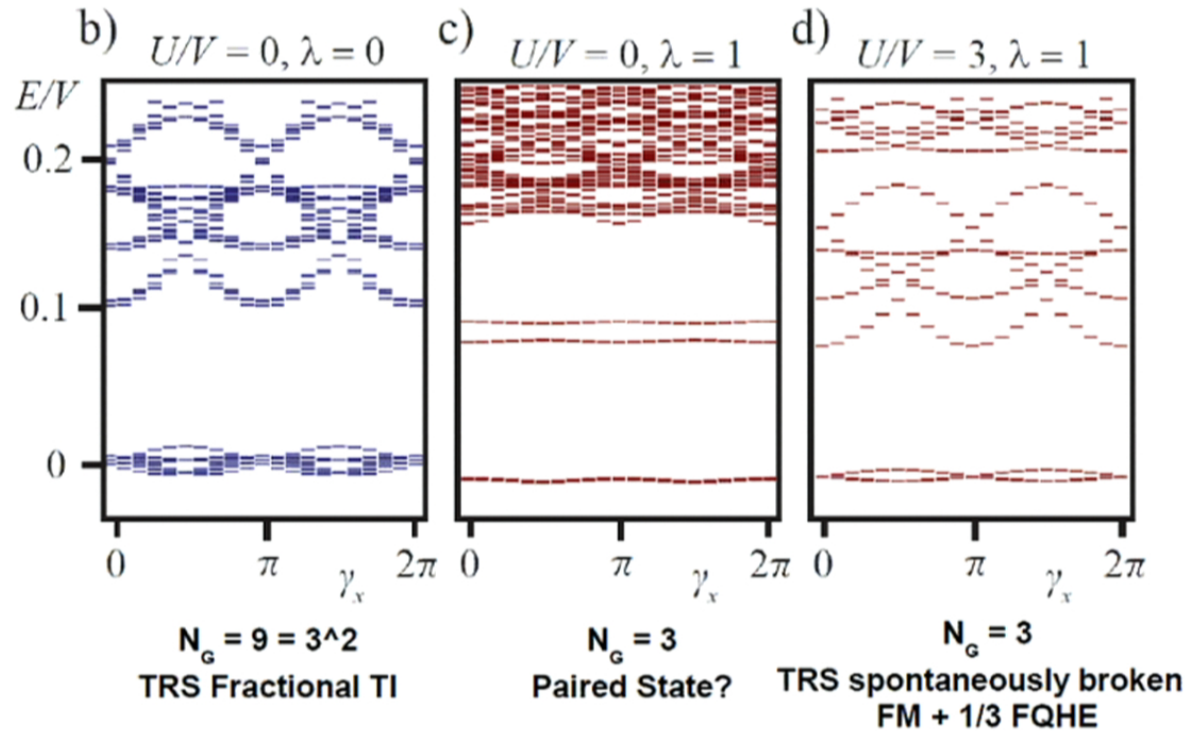 b)
U/V = 0, λ = 0
c)
U/V = 0, λ = 1
d)
U/V = 3, λ = 1
E/V
0.2
0.1
0
0
π
γx
2π
0
π
γx
2π
0
π
γx
2π
NG = 9 = 3^2
TRS Fractional TI
NG = 3
Paired State?
NG = 3
TRS spontaneously broken
FM + 1/3 FQHE